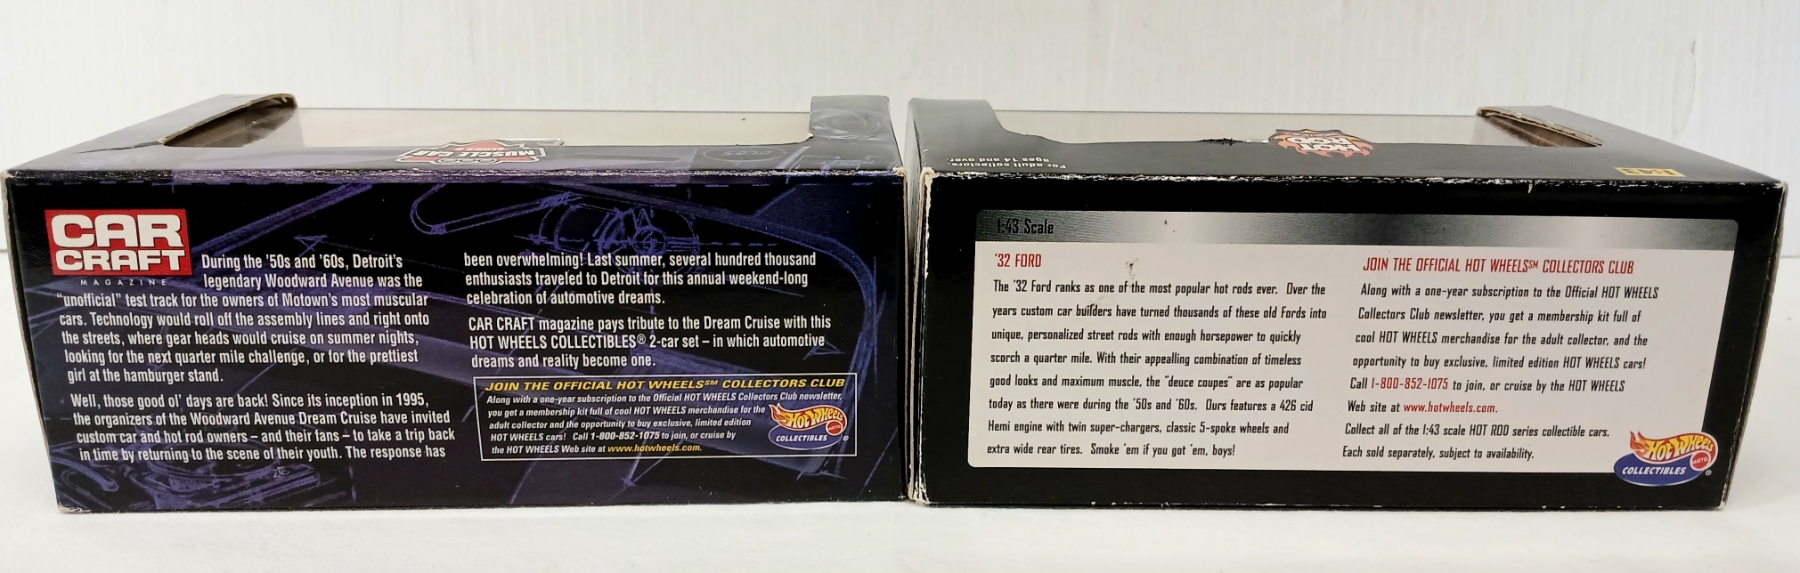 CAR
CRAFT
MAGAZINE
During the '50s and '60s, Detroit's
legendary Woodward Avenue was the
"unofficial" test track for the owners of Motown's most muscular
cars. Technology would roll off the assembly lines and right onto
the streets, where gear heads would cruise on summer nights,
looking for the next quarter mile challenge, or for the prettiest
girl at the hamburger stand.
Well, those good ol' days are back! Since its inception in 1995,
the organizers of the Woodward Avenue Dream Cruise have invited
custom car and hot rod owners – and their fans – to take a trip back
in time by returning to the scene of their youth. The response has
been overwhelming! Last summer, several hundred thousand
enthusiasts traveled to Detroit for this annual weekend-long
celebration of automotive dreams.
CAR CRAFT magazine pays tribute to the Dream Cruise with this
HOT WHEELS COLLECTIBLES® 2-car set – in which automotive
dreams and reality become one.
JOIN THE OFFICIAL HOT WHEELS℠ COLLECTORS CLUB
Along with a one-year subscription to the Official HOT WHEELS Collectors Club newsletter,
you get a membership kit full of cool HOT WHEELS merchandise for the
adult collector and the opportunity to buy exclusive, limited edition
HOT WHEELS cars! Call 1-800-852-1075 to join, or cruise by
the HOT WHEELS Web site at www.hotwheels.com.
Hot Wheels
COLLECTIBLES
MUSCLE CAR
HOT
ROD
For adult collectors.
Ages 14 and over.
1:43
1:43 Scale
'32 FORD
The '32 Ford ranks as one of the most popular hot rods ever. Over the
years custom car builders have turned thousands of these old Fords into
unique, personalized street rods with enough horsepower to quickly
scorch a quarter mile. With their appealling combination of timeless
good looks and maximum muscle, the "deuce coupes" are as popular
today as there were during the '50s and '60s. Ours features a 426 cid
Hemi engine with twin super-chargers, classic 5-spoke wheels and
extra wide rear tires. Smoke 'em if you got 'em, boys!
JOIN THE OFFICIAL HOT WHEELS℠ COLLECTORS CLUB
Along with a one-year subscription to the Official HOT WHEELS
Collectors Club newsletter, you get a membership kit full of
cool HOT WHEELS merchandise for the adult collector, and the
opportunity to buy exclusive, limited edition HOT WHEELS cars!
Call 1-800-852-1075 to join, or cruise by the HOT WHEELS
Web site at www.hotwheels.com.
Collect all of the 1:43 scale HOT ROD series collectible cars.
Each sold separately, subject to availability.
Hot Wheels
MATTEL
COLLECTIBLES